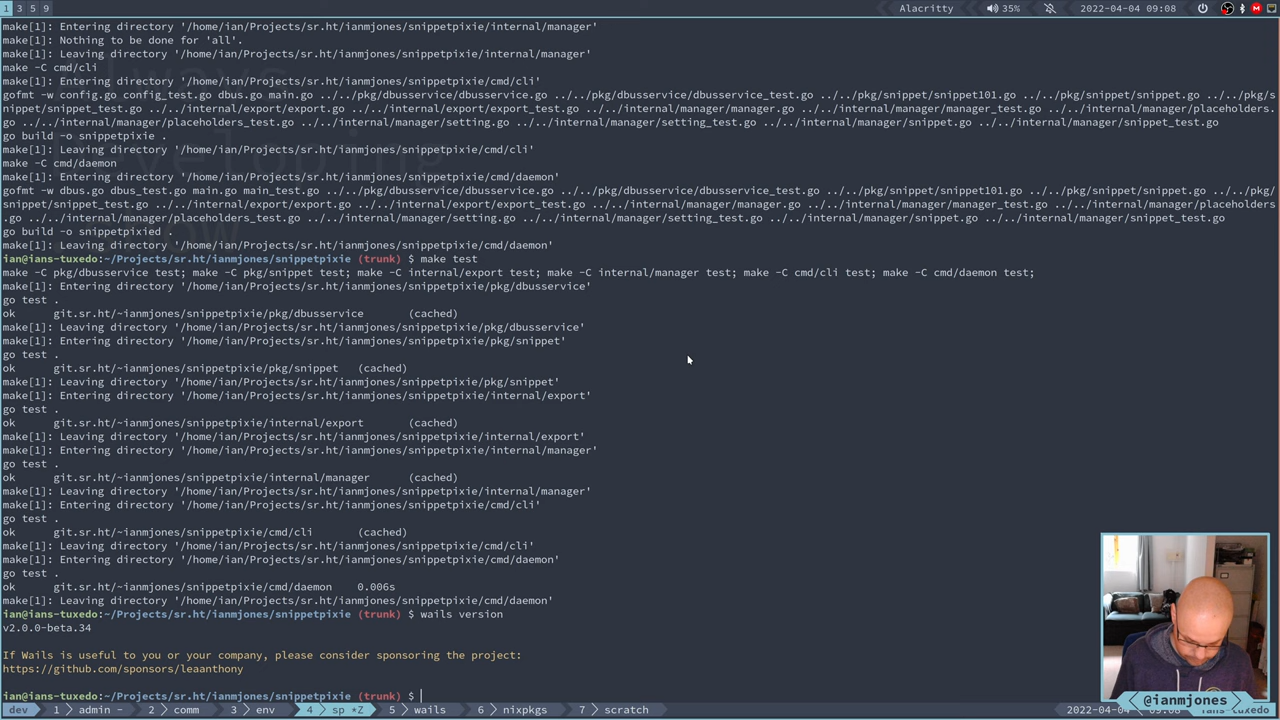 1 3 5 9 Alacritty 35% 2022-04-04 09:08
make[1]: Entering directory '/home/ian/Projects/sr.ht/ianmjones/snippetpixie/internal/manager'
make[1]: Nothing to be done for 'all'.
make[1]: Leaving directory '/home/ian/Projects/sr.ht/ianmjones/snippetpixie/internal/manager'
make -C cmd/cli
make[1]: Entering directory '/home/ian/Projects/sr.ht/ianmjones/snippetpixie/cmd/cli'
gofmt -w config.go config_test.go dbus.go main.go ../../pkg/dbusservice/dbusservice.go ../../pkg/dbusservice/dbusservice_test.go ../../pkg/snippet/snippet101.go ../../pkg/snippet/snippet.go ../../pkg/s
nippet/snippet_test.go ../../internal/export/export.go ../../internal/export/export_test.go ../../internal/manager/manager.go ../../internal/manager/manager_test.go ../../internal/manager/placeholders.
go ../../internal/manager/placeholders_test.go ../../internal/manager/setting.go ../../internal/manager/setting_test.go ../../internal/manager/snippet.go ../../internal/manager/snippet_test.go
go build -o snippetpixie .
make[1]: Leaving directory '/home/ian/Projects/sr.ht/ianmjones/snippetpixie/cmd/cli'
make -C cmd/daemon
make[1]: Entering directory '/home/ian/Projects/sr.ht/ianmjones/snippetpixie/cmd/daemon'
gofmt -w dbus.go dbus_test.go main.go main_test.go ../../pkg/dbusservice/dbusservice.go ../../pkg/dbusservice/dbusservice_test.go ../../pkg/snippet/snippet101.go ../../pkg/snippet/snippet.go ../../pkg/
snippet/snippet_test.go ../../internal/export/export.go ../../internal/export/export_test.go ../../internal/manager/manager.go ../../internal/manager/manager_test.go ../../internal/manager/placeholders
.go ../../internal/manager/placeholders_test.go ../../internal/manager/setting.go ../../internal/manager/setting_test.go ../../internal/manager/snippet.go ../../internal/manager/snippet_test.go
go build -o snippetpixied .
make[1]: Leaving directory '/home/ian/Projects/sr.ht/ianmjones/snippetpixie/cmd/daemon'
ian@ians-tuxedo:~/Projects/sr.ht/ianmjones/snippetpixie (trunk) $ make test
make -C pkg/dbusservice test; make -C pkg/snippet test; make -C internal/export test; make -C internal/manager test; make -C cmd/cli test; make -C cmd/daemon test;
make[1]: Entering directory '/home/ian/Projects/sr.ht/ianmjones/snippetpixie/pkg/dbusservice'
go test .
ok git.sr.ht/~ianmjones/snippetpixie/pkg/dbusservice (cached)
make[1]: Leaving directory '/home/ian/Projects/sr.ht/ianmjones/snippetpixie/pkg/dbusservice'
make[1]: Entering directory '/home/ian/Projects/sr.ht/ianmjones/snippetpixie/pkg/snippet'
go test .
ok git.sr.ht/~ianmjones/snippetpixie/pkg/snippet (cached)
make[1]: Leaving directory '/home/ian/Projects/sr.ht/ianmjones/snippetpixie/pkg/snippet'
make[1]: Entering directory '/home/ian/Projects/sr.ht/ianmjones/snippetpixie/internal/export'
go test .
ok git.sr.ht/~ianmjones/snippetpixie/internal/export (cached)
make[1]: Leaving directory '/home/ian/Projects/sr.ht/ianmjones/snippetpixie/internal/export'
make[1]: Entering directory '/home/ian/Projects/sr.ht/ianmjones/snippetpixie/internal/manager'
go test .
ok git.sr.ht/~ianmjones/snippetpixie/internal/manager (cached)
make[1]: Leaving directory '/home/ian/Projects/sr.ht/ianmjones/snippetpixie/internal/manager'
make[1]: Entering directory '/home/ian/Projects/sr.ht/ianmjones/snippetpixie/cmd/cli'
go test .
ok git.sr.ht/~ianmjones/snippetpixie/cmd/cli (cached)
make[1]: Leaving directory '/home/ian/Projects/sr.ht/ianmjones/snippetpixie/cmd/cli'
make[1]: Entering directory '/home/ian/Projects/sr.ht/ianmjones/snippetpixie/cmd/daemon'
go test .
ok git.sr.ht/~ianmjones/snippetpixie/cmd/daemon 0.006s
make[1]: Leaving directory '/home/ian/Projects/sr.ht/ianmjones/snippetpixie/cmd/daemon'
ian@ians-tuxedo:~/Projects/sr.ht/ianmjones/snippetpixie (trunk) $ wails version
v2.0.0-beta.34
If Wails is useful to you or your company, please consider sponsoring the project:
https://github.com/sponsors/leaanthony
ian@ians-tuxedo:~/Projects/sr.ht/ianmjones/snippetpixie (trunk) $
@ianmjones
dev 1 admin - 2 comm 3 env 4 sp *Z 5 wails 6 nixpkgs 7 scratch 2022-04-04